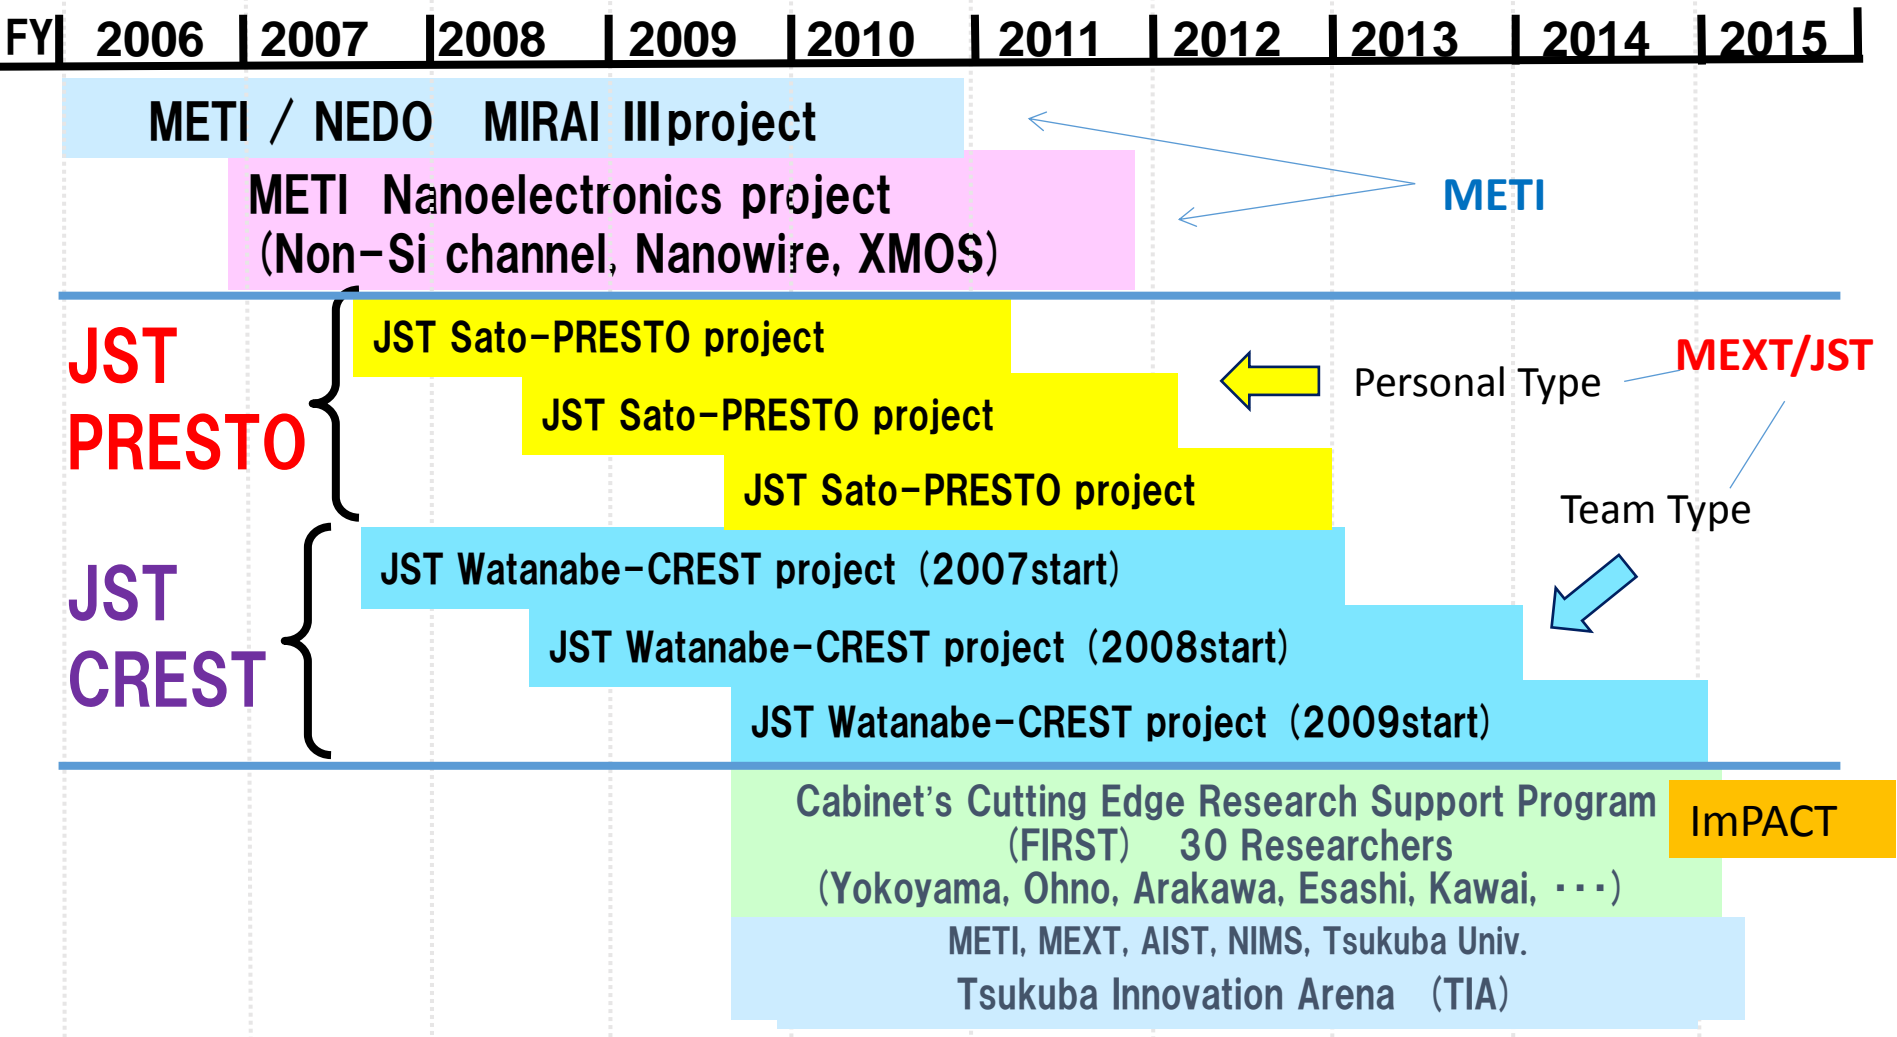 FY 2006 2007 2008 2009 2010 2011 2012 2013 2014 2015
METI / NEDO MIRAI III project
METI Nanoelectronics project
(Non-Si channel, Nanowire, XMOS)
METI
JST
PRESTO
JST Sato-PRESTO project
JST Sato-PRESTO project
JST Sato-PRESTO project
Personal Type
MEXT/JST
Team Type
JST
CREST
JST Watanabe-CREST project (2007start)
JST Watanabe-CREST project (2008start)
JST Watanabe-CREST project (2009start)
Cabinet's Cutting Edge Research Support Program
(FIRST) 30 Researchers
(Yokoyama, Ohno, Arakawa, Esashi, Kawai, ・・・)
ImPACT
METI, MEXT, AIST, NIMS, Tsukuba Univ.
Tsukuba Innovation Arena (TIA)